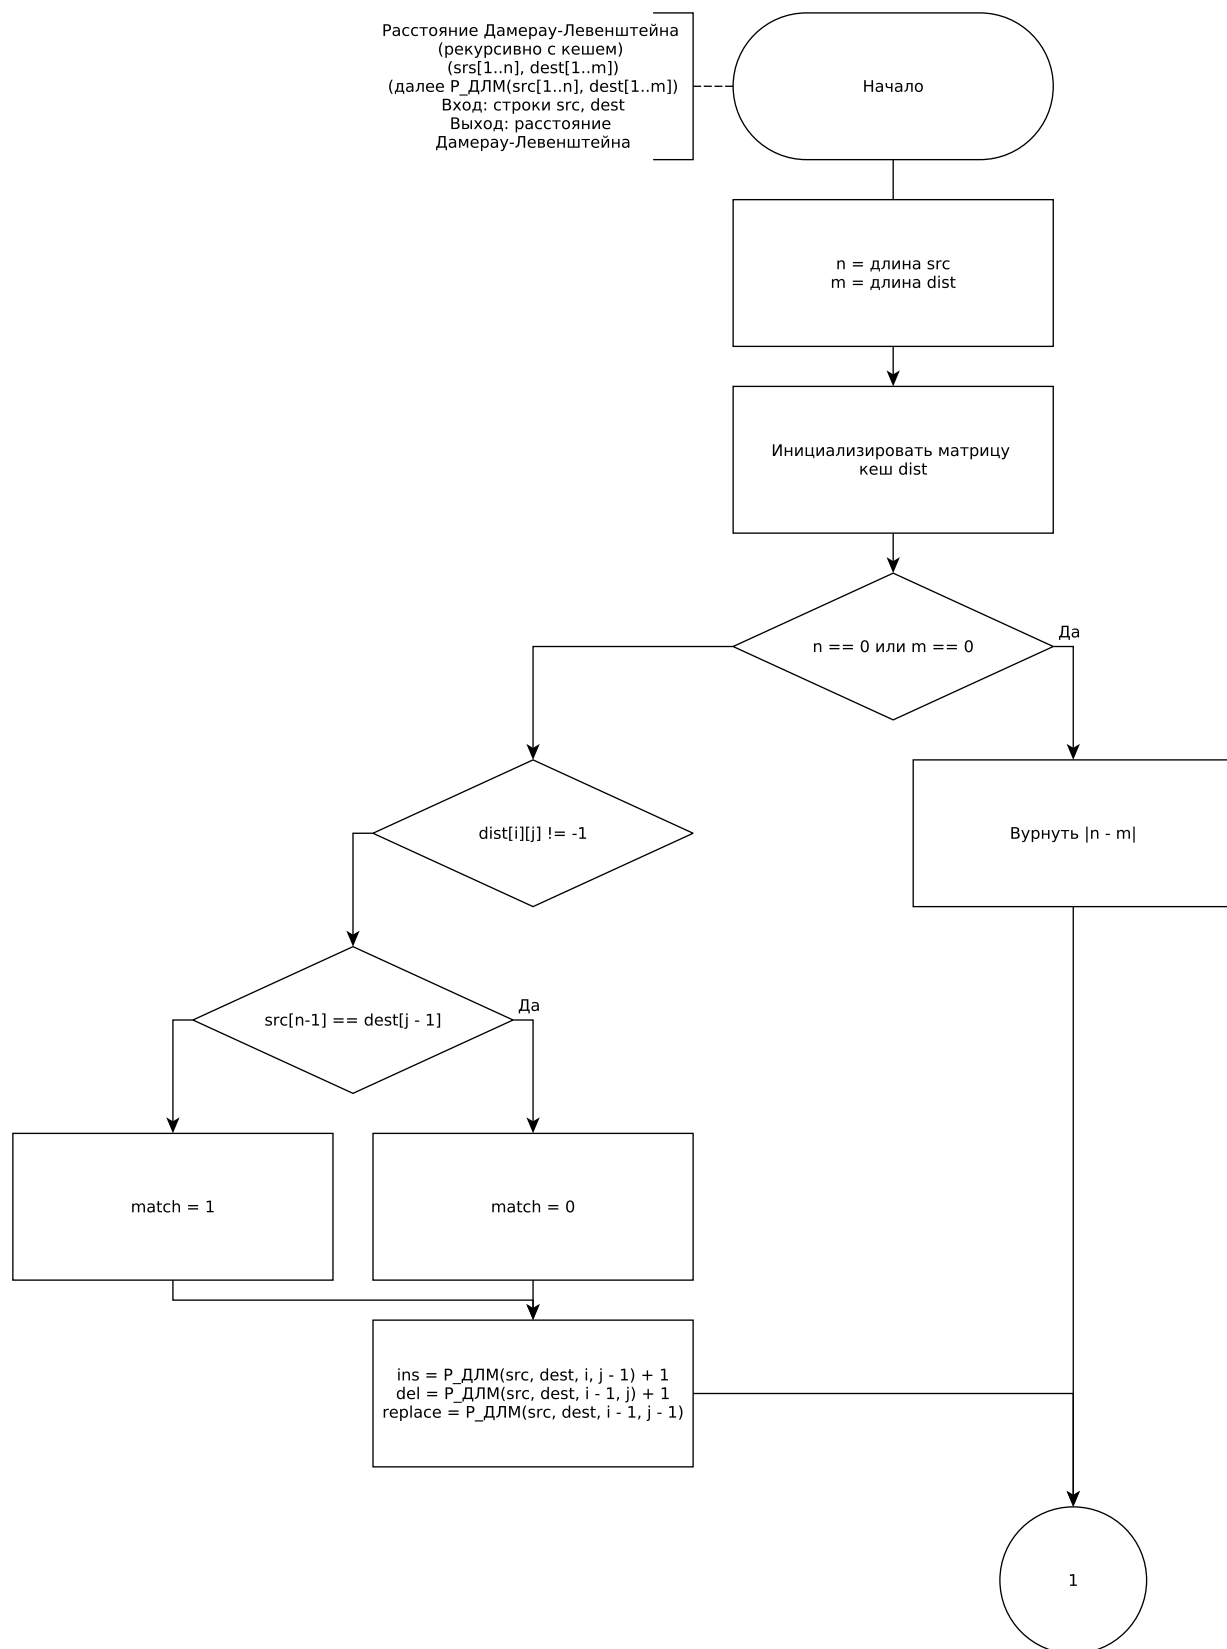 Расстояние Дамерау-Левенштейна
(рекурсивно с кешем)
(srs[1..n], dest[1..m])
(далее Р_ДЛМ(src[1..n], dest[1..m])
Вход: строки src, dest
Выход: расстояние
Дамерау-Левенштейна
Начало
n = длина src
m = длина dist
Инициализировать матрицу
кеш dist
n == 0 или m == 0
Да
dist[i][j] != -1
Вурнуть |n - m|
src[n-1] == dest[j - 1]
Да
match = 1
match = 0
ins = Р_ДЛМ(src, dest, i, j - 1) + 1
del = Р_ДЛМ(src, dest, i - 1, j) + 1
replace = Р_ДЛМ(src, dest, i - 1, j - 1)
1